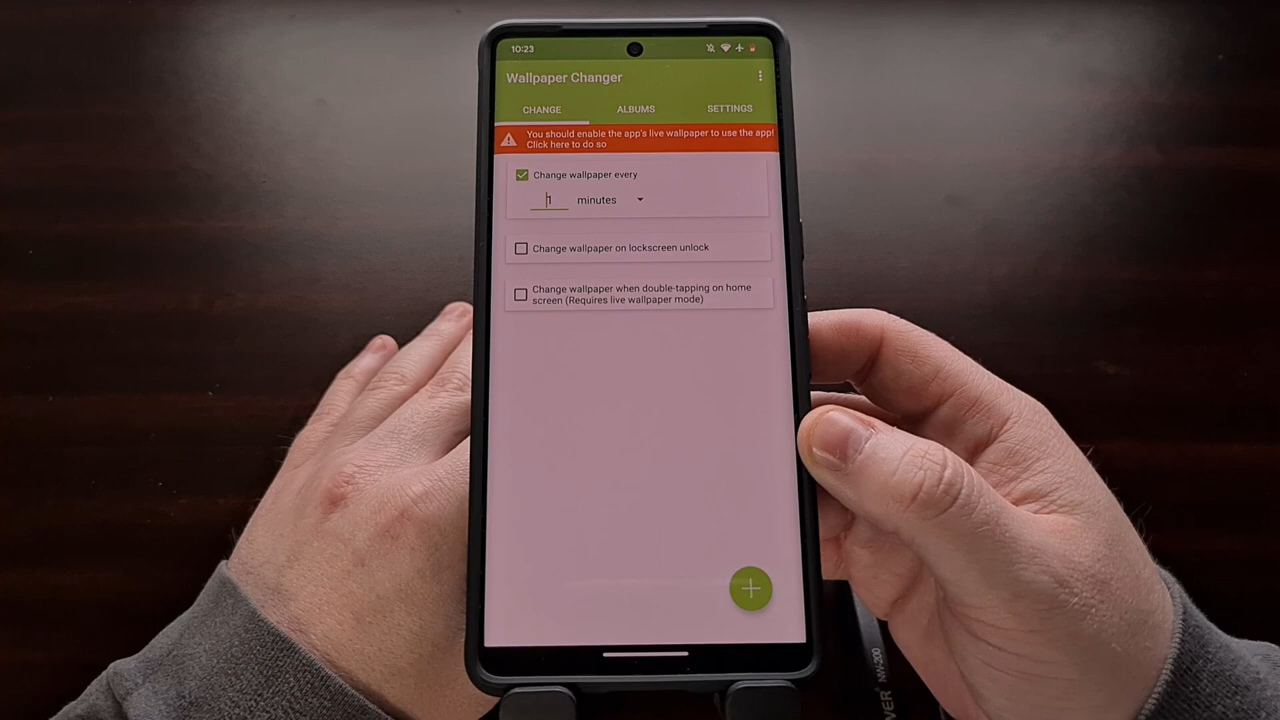 10:23
Wallpaper Changer
CHANGE
ALBUMS
SETTINGS
You should enable the app's live wallpaper to use the app!
Click here to do so
Change wallpaper every
1
minutes
Change wallpaper on lockscreen unlock
Change wallpaper when double-tapping on home
screen (Requires live wallpaper mode)
NW-200